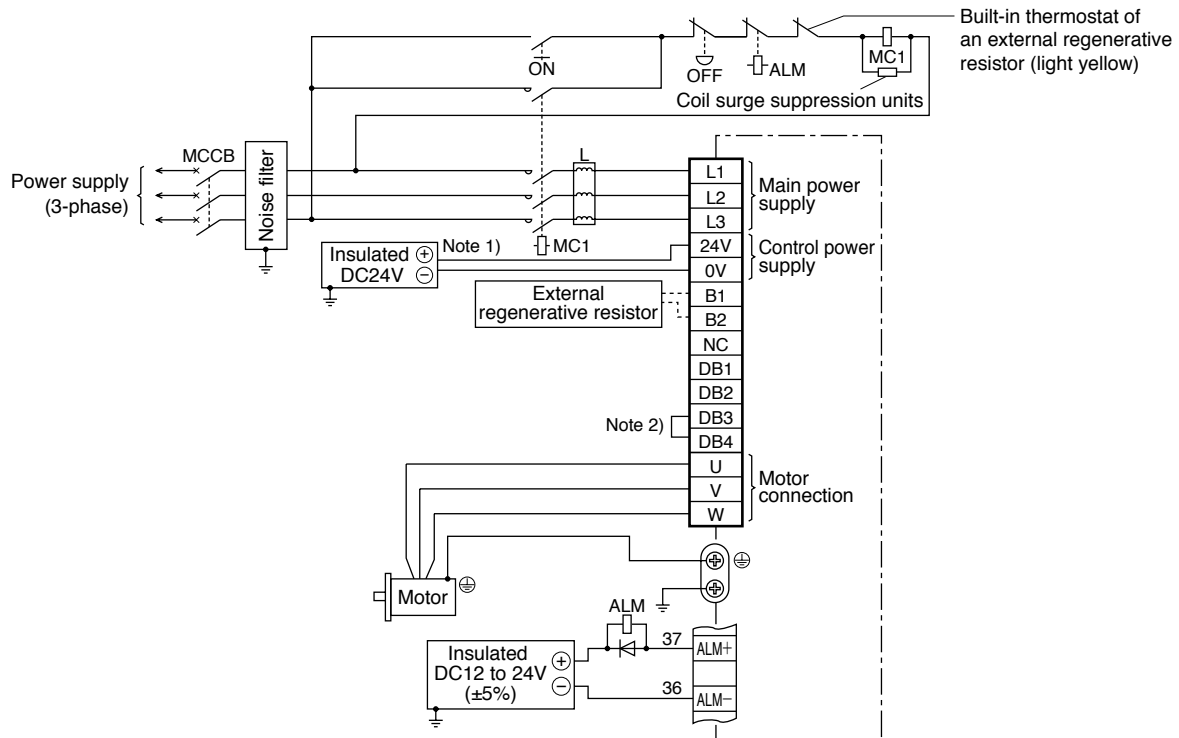 Built-in thermostat of
an external regenerative
resistor (light yellow)
ON
OFF
ALM
MC1
Coil surge suppression units
MCCB
Noise filter
L
Power supply
(3-phase)
L1
L2
L3
Main power
supply
MC1
Note 1)
Insulated
DC24V
+
−
24V
0V
Control power
supply
External
regenerative resistor
B1
B2
NC
DB1
DB2
Note 2)
DB3
DB4
U
V
W
Motor
connection
Motor
ALM
Insulated
DC12 to 24V
(±5%)
+
−
37
ALM+
36
ALM−